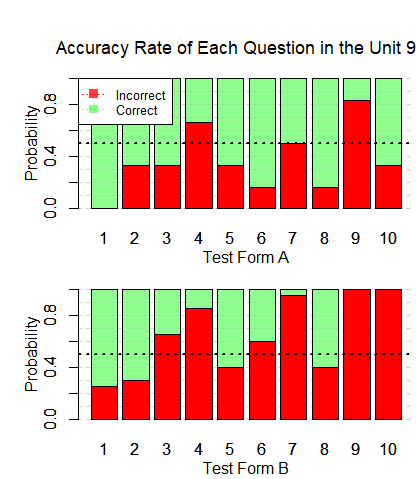 Accuracy Rate of Each Question in the Unit 9
Incorrect
Correct
Probability
0.0 0.4 0.8
1 2 3 4 5 6 7 8 9 10
Test Form A
Probability
0.0 0.4 0.8
1 2 3 4 5 6 7 8 9 10
Test Form B